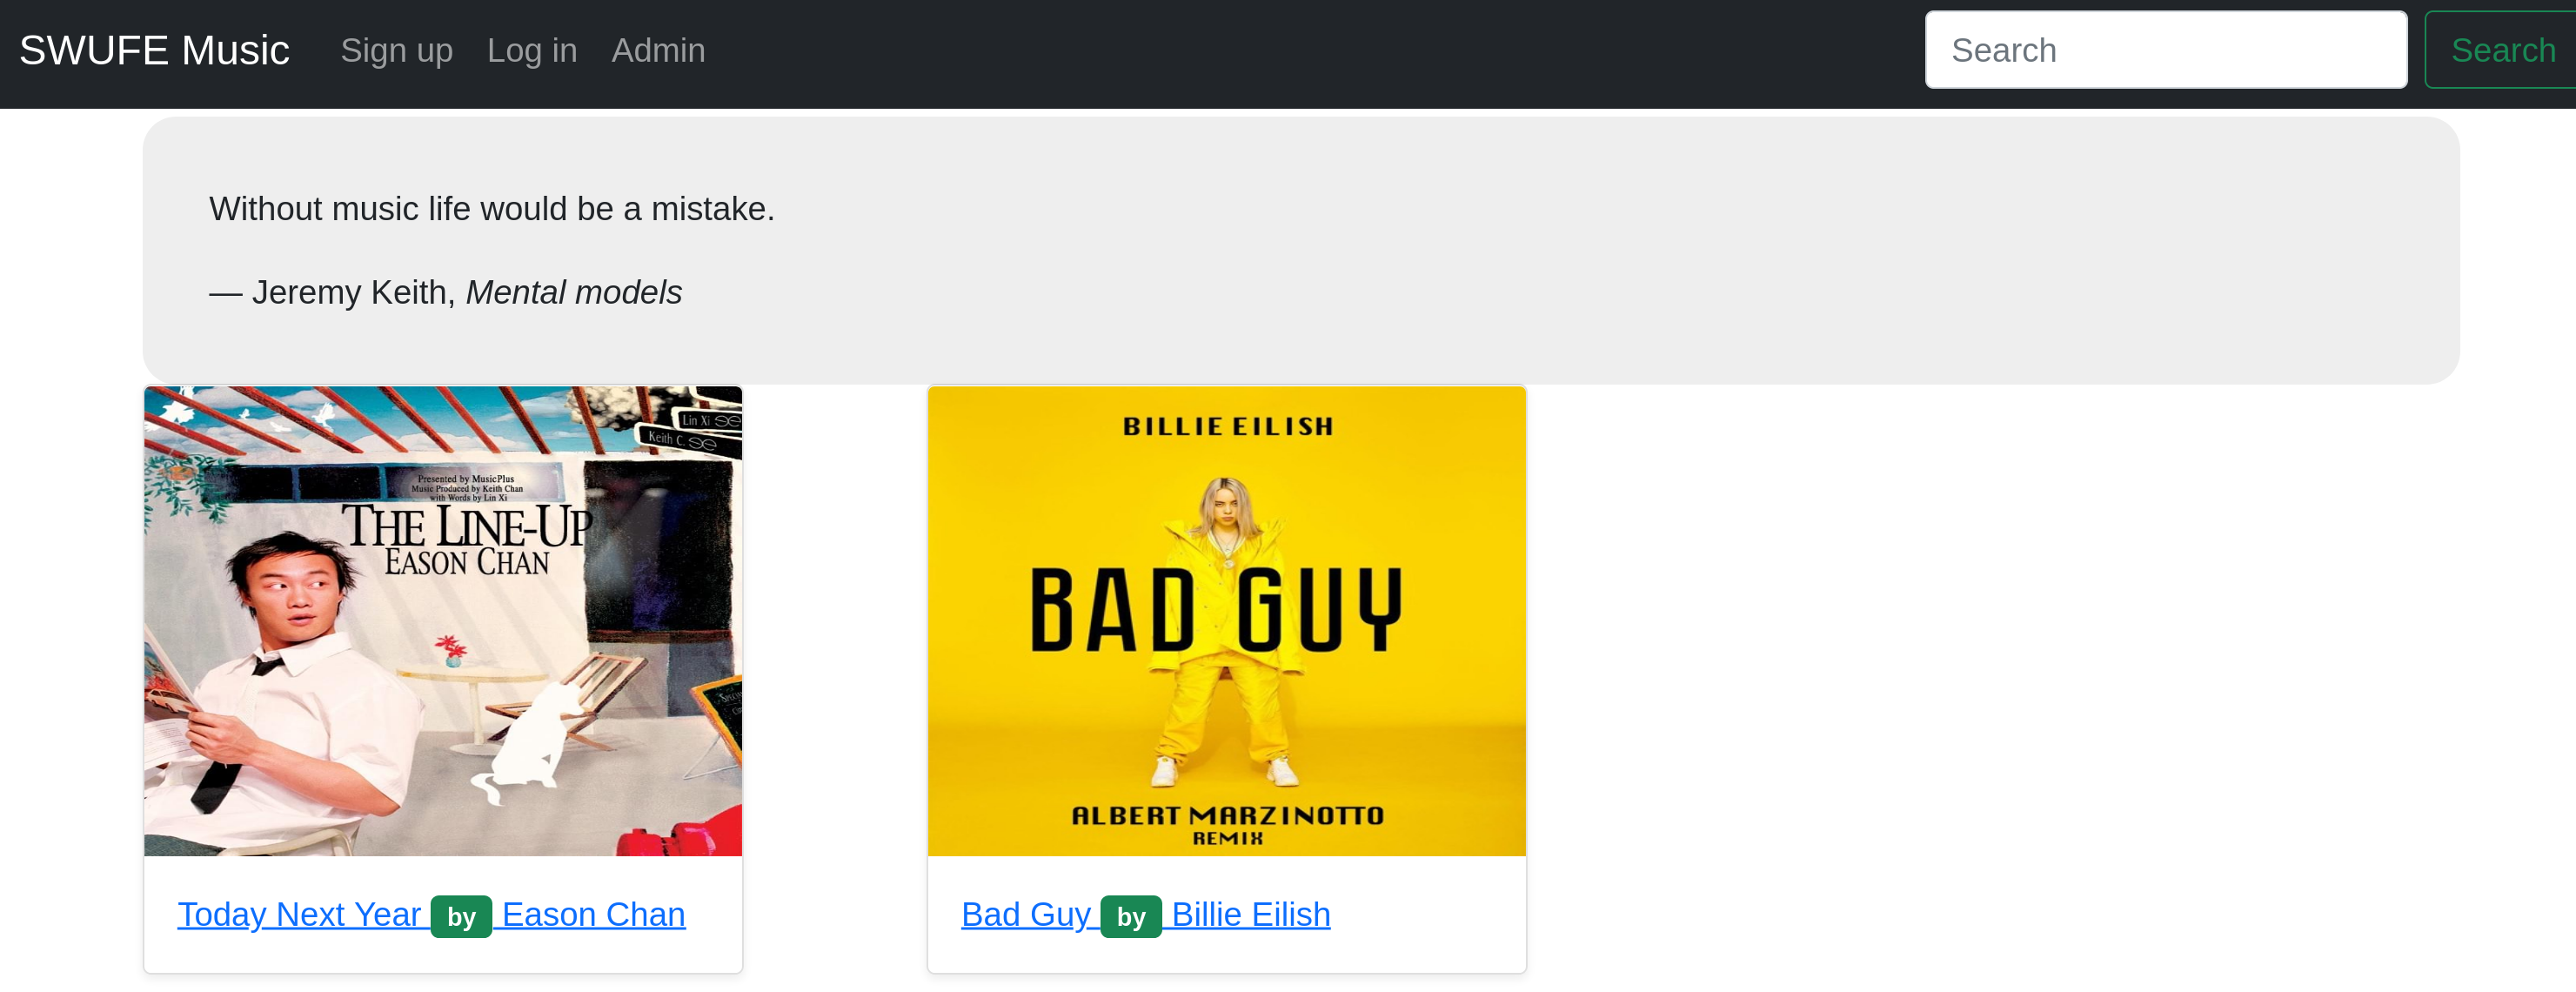 SWUFE Music Sign up Log in Admin Search Search
Without music life would be a mistake.
— Jeremy Keith, Mental models
Lin Xi
Keith C.
Presented by MusicPlus
Music Produced by Keith Chan
with Words by Lin Xi
THE LINE-UP
EASON CHAN
Today Next Year by Eason Chan
BILLIE EILISH
BAD GUY
ALBERT MARZINOTTO
REMIX
Bad Guy by Billie Eilish